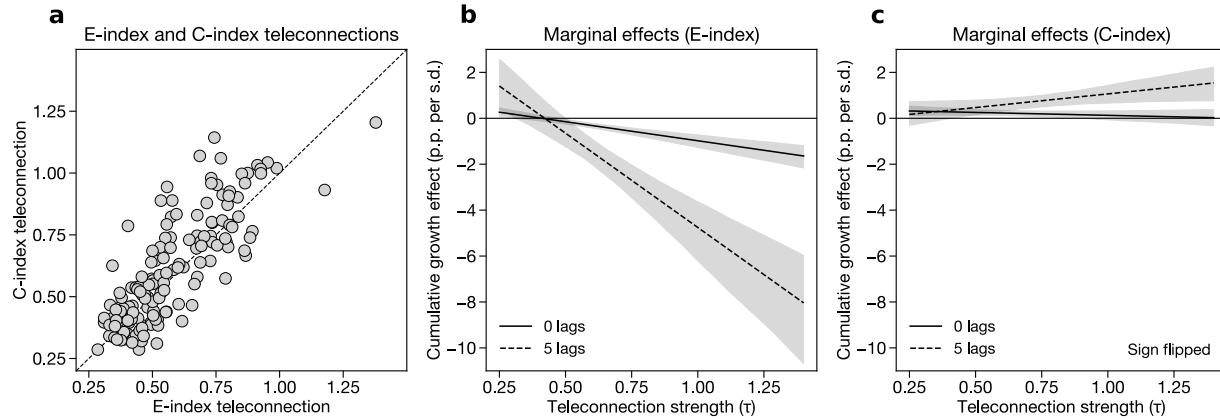 a
E-index and C-index teleconnections
C-index teleconnection
1.25
1.00
0.75
0.50
0.25
0.25 0.50 0.75 1.00 1.25
E-index teleconnection
b
Marginal effects (E-index)
Cumulative growth effect (p.p. per s.d.)
2
0
−2
−4
−6
−8
−10
0 lags
5 lags
0.25 0.50 0.75 1.00 1.25
Teleconnection strength (τ)
c
Marginal effects (C-index)
Cumulative growth effect (p.p. per s.d.)
2
0
−2
−4
−6
−8
−10
0 lags
5 lags
Sign flipped
0.25 0.50 0.75 1.00 1.25
Teleconnection strength (τ)